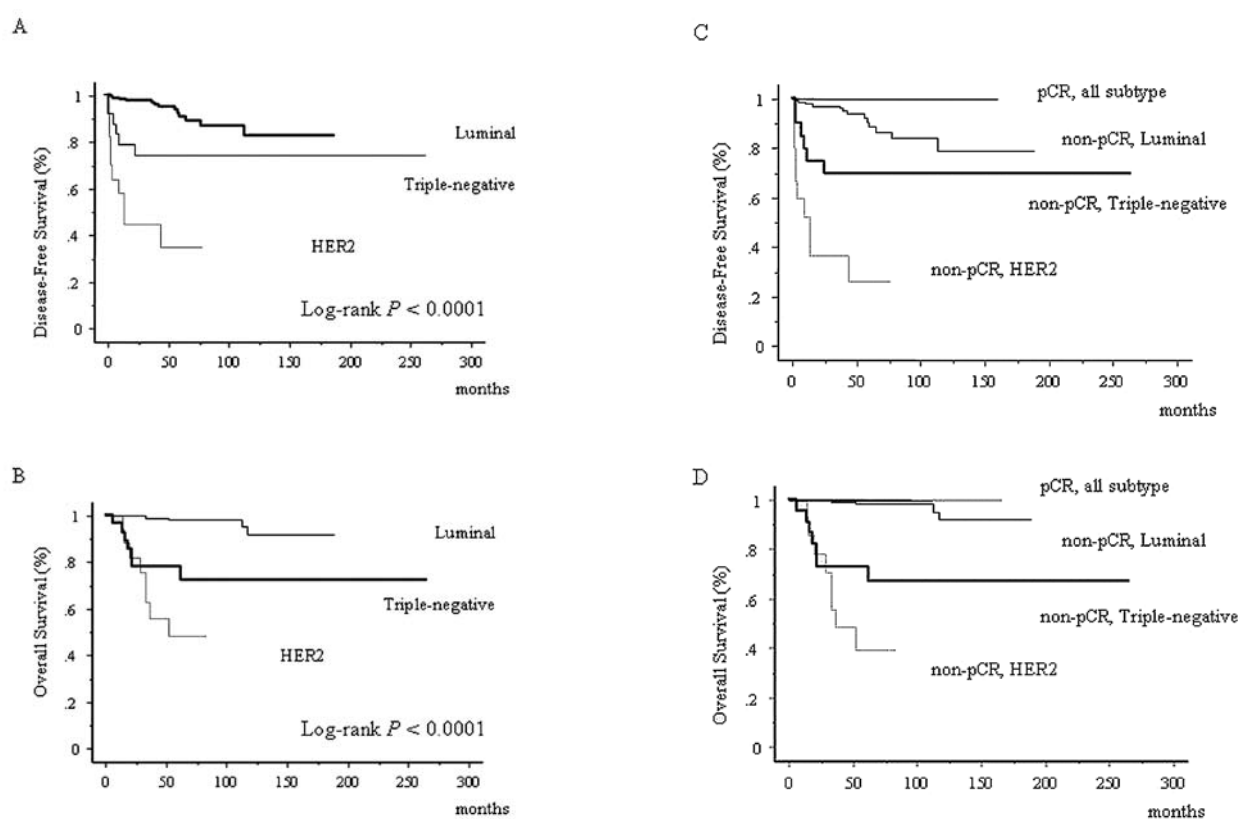 A
Disease-Free Survival (%)
1
.8
.6
.4
.2
0
Luminal
Triple-negative
HER2
Log-rank P < 0.0001
0 50 100 150 200 250 300
months
C
Disease-Free Survival (%)
1
.8
.6
.4
.2
0
pCR, all subtype
non-pCR, Luminal
non-pCR, Triple-negative
non-pCR, HER2
0 50 100 150 200 250 300
months
B
Overall Survival (%)
1
.8
.6
.4
.2
0
Luminal
Triple-negative
HER2
Log-rank P < 0.0001
0 50 100 150 200 250 300
months
D
Overall Survival (%)
1
.8
.6
.4
.2
0
pCR, all subtype
non-pCR, Luminal
non-pCR, Triple-negative
non-pCR, HER2
0 50 100 150 200 250 300
months